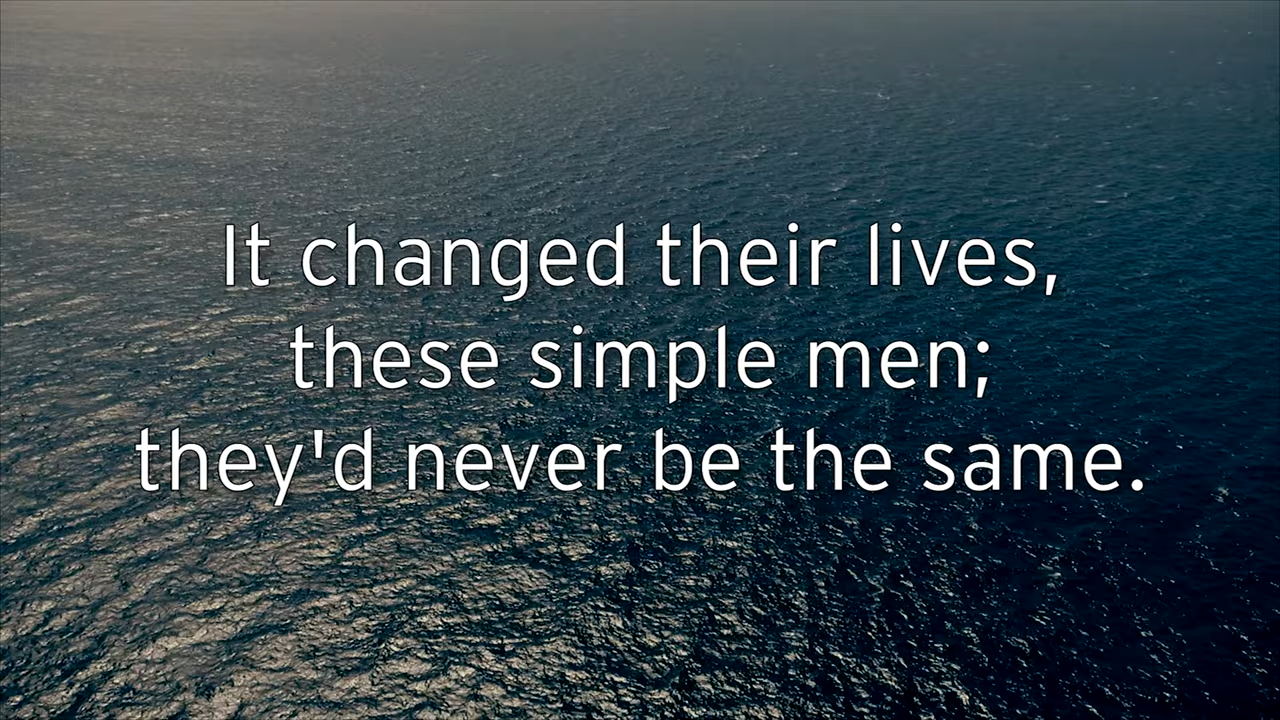 It changed their lives,
these simple men;
they'd never be the same.